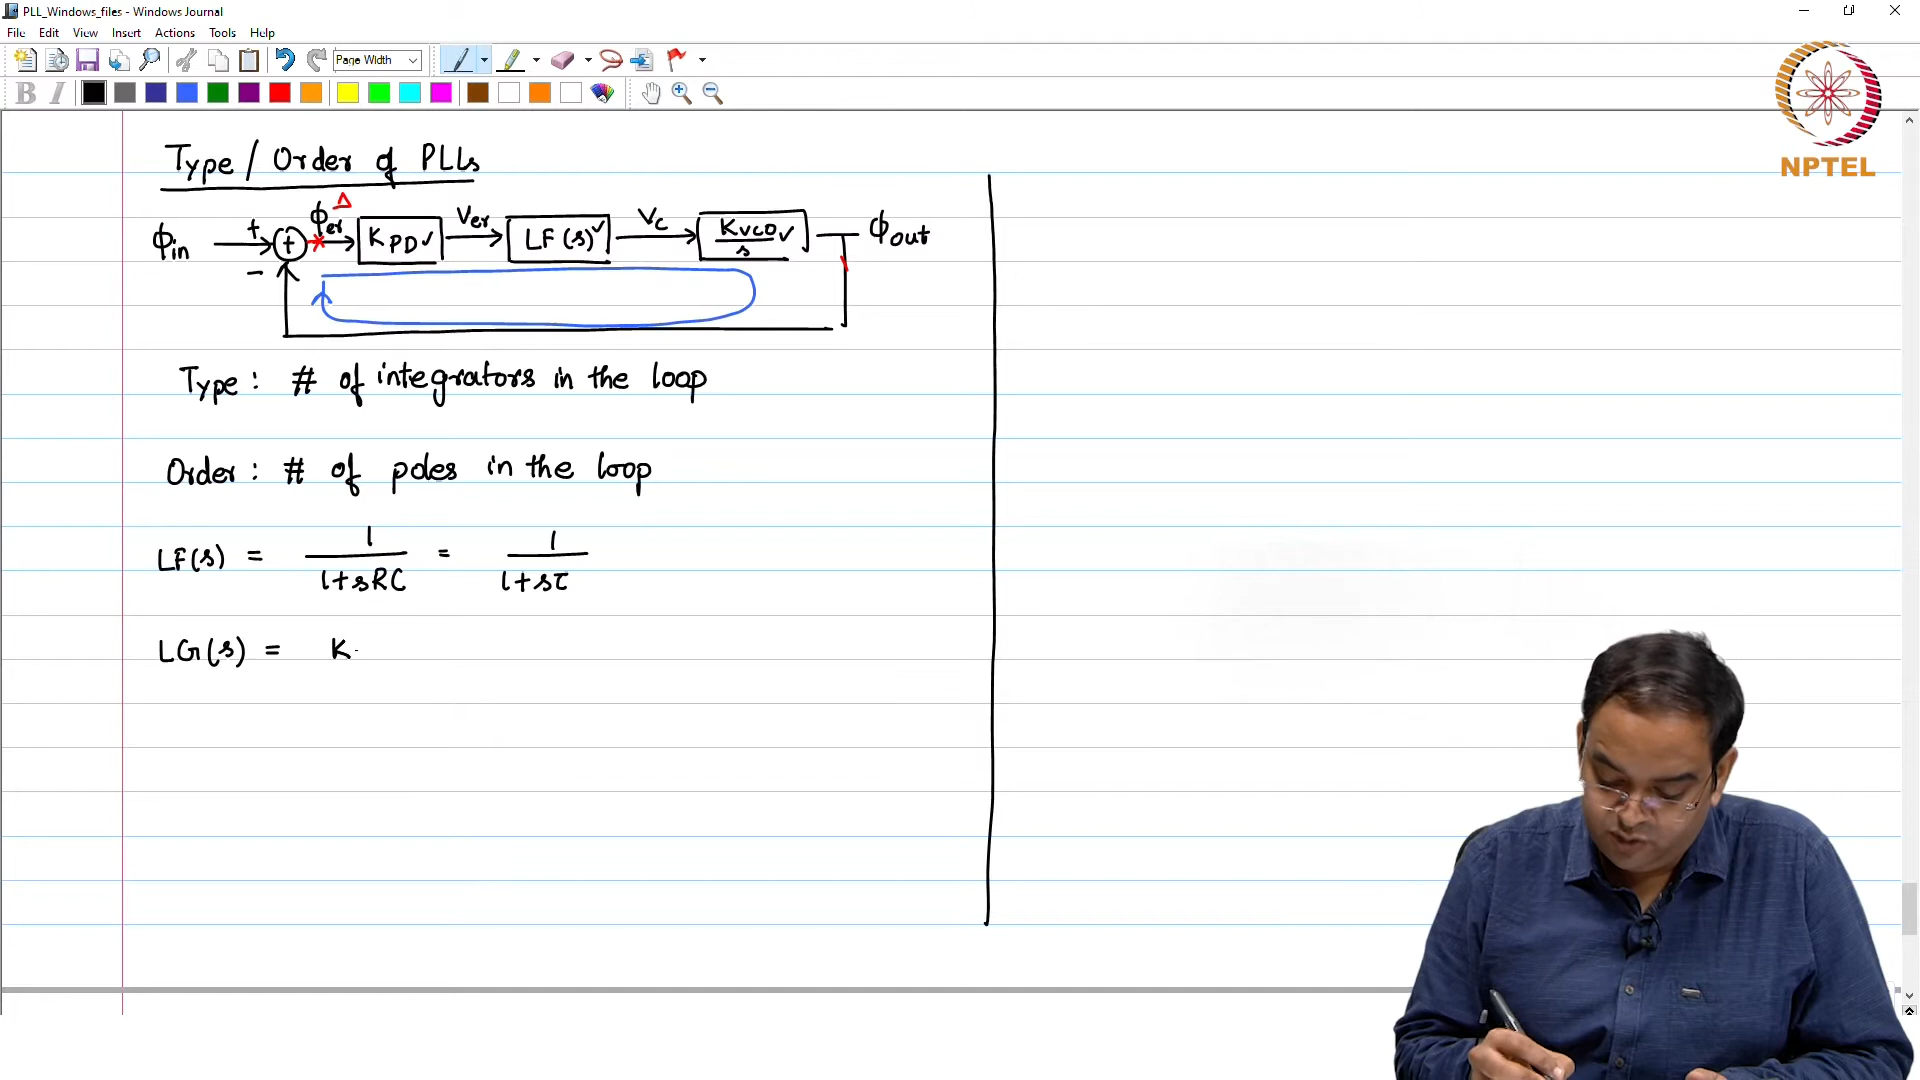 PLL_Windows_files - Windows Journal
File Edit View Insert Actions Tools Help
Page Width
B I
NPTEL
Type / Order of PLLs
ϕin + - + ϕer Δ KPD ✓ Ver LF(s) ✓ Vc KVCO/s ✓ ϕout
Type : # of integrators in the loop
Order : # of poles in the loop
LF(s) = 1/(1+sRC) = 1/(1+sτ)
LG(s) = K